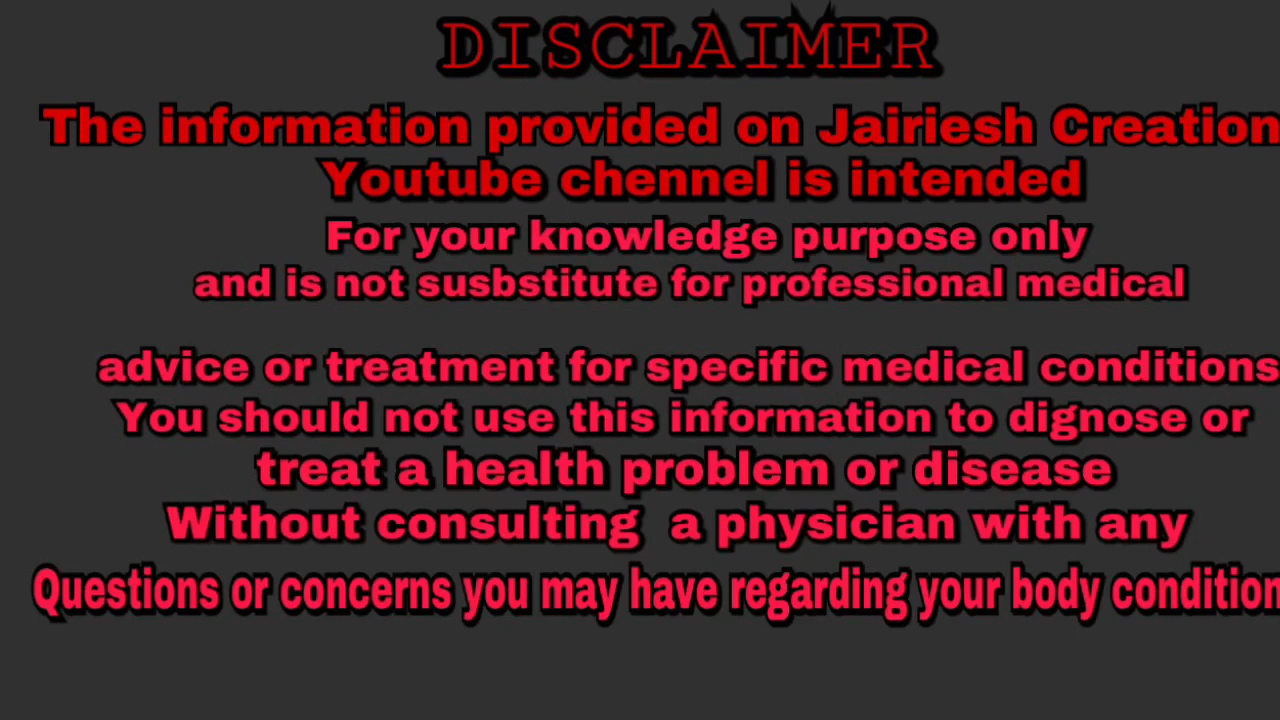 DISCLAIMER
The information provided on Jairiesh Creation
Youtube chennel is intended
For your knowledge purpose only
and is not susbstitute for professional medical
advice or treatment for specific medical conditions
You should not use this information to dignose or
treat a health problem or disease
Without consulting a physician with any
Questions or concerns you may have regarding your body condition